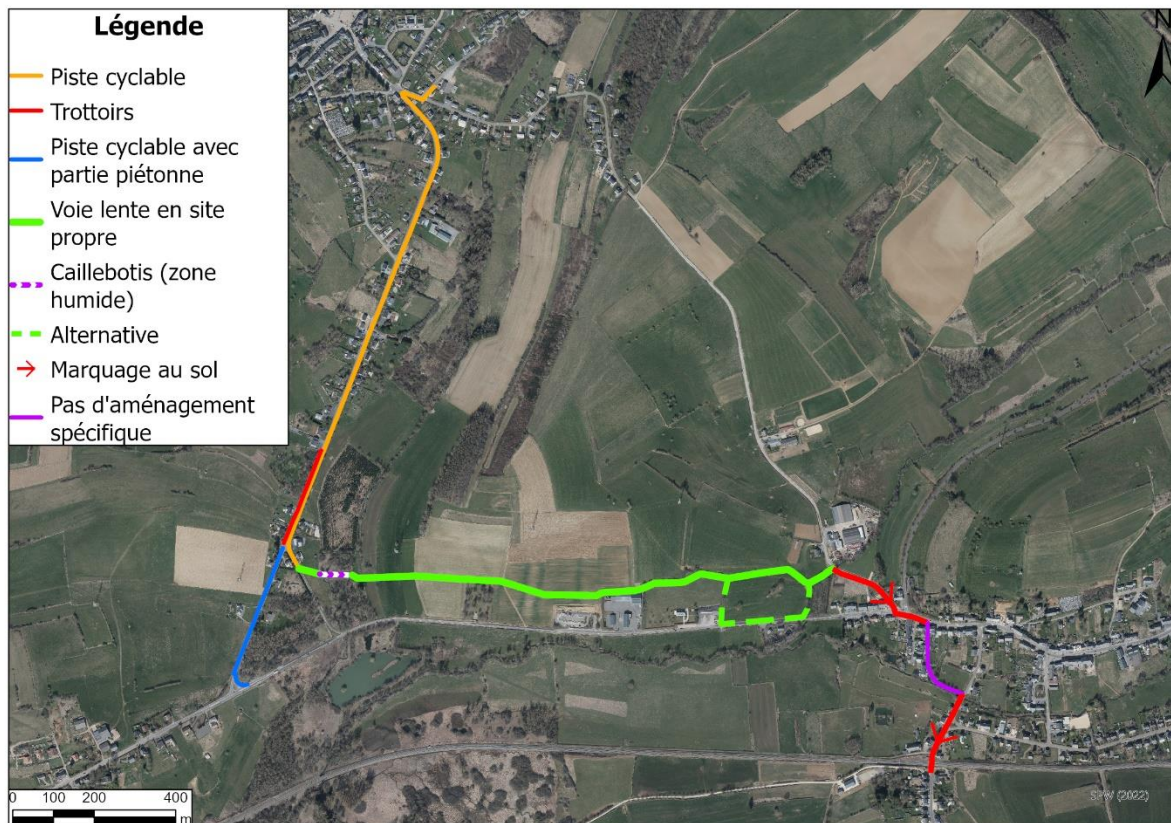 Légende
Piste cyclable
Trottoirs
Piste cyclable avec
partie piétonne
Voie lente en site
propre
Caillebotis (zone
humide)
Alternative
Marquage au sol
Pas d'aménagement
spécifique
N
0 100 200 400
m
SPW (2022)